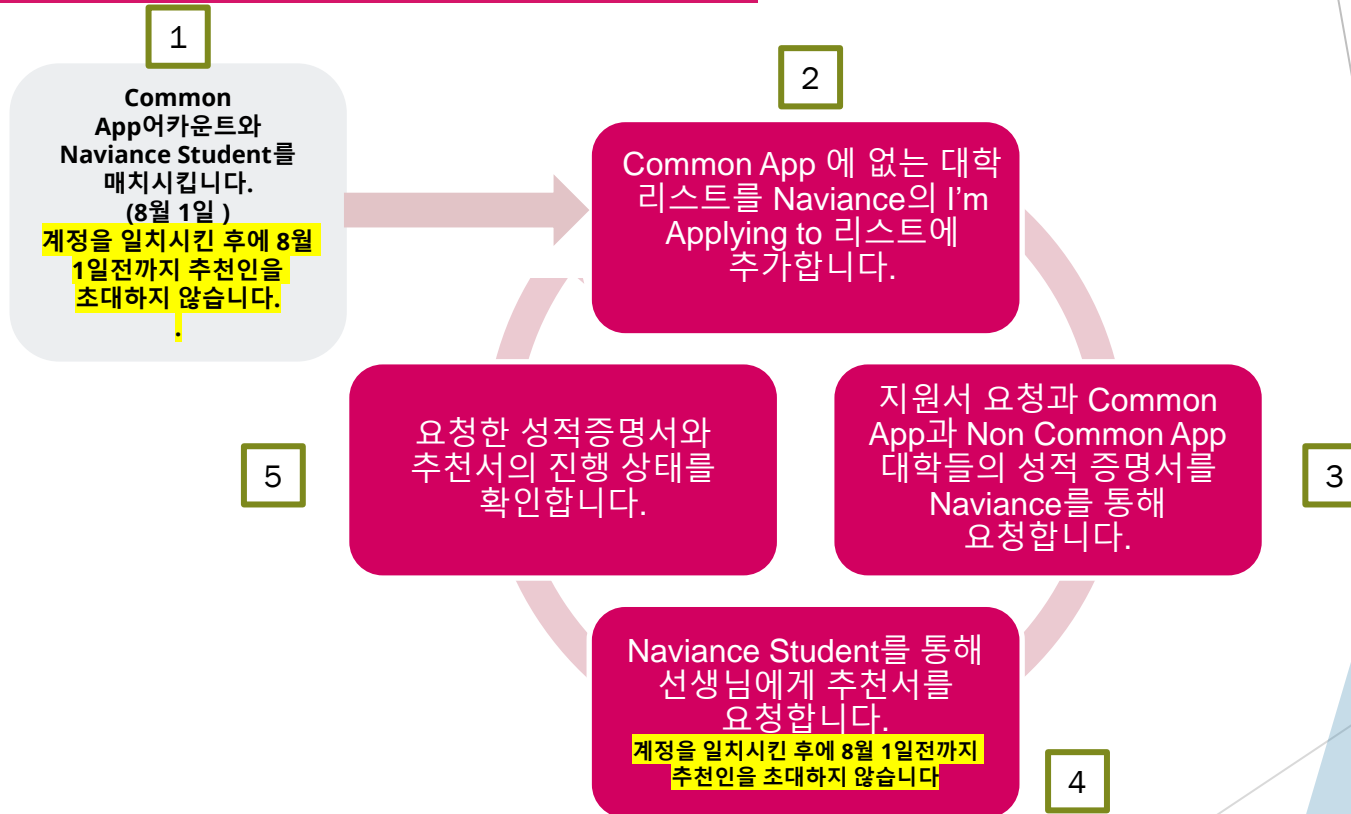 1
Common
App어카운트와
Naviance Student를
매치시킵니다.
(8월 1일 )
계정을 일치시킨 후에 8월
1일전까지 추천인을
초대하지 않습니다.
.
2
Common App 에 없는 대학
리스트를 Naviance의 I’m
Applying to 리스트에
추가합니다.
지원서 요청과 Common
App과 Non Common App
대학들의 성적 증명서를
Naviance를 통해
요청합니다.
3
Naviance Student를 통해
선생님에게 추천서를
요청합니다.
계정을 일치시킨 후에 8월 1일전까지
추천인을 초대하지 않습니다
4
요청한 성적증명서와
추천서의 진행 상태를
확인합니다.
5